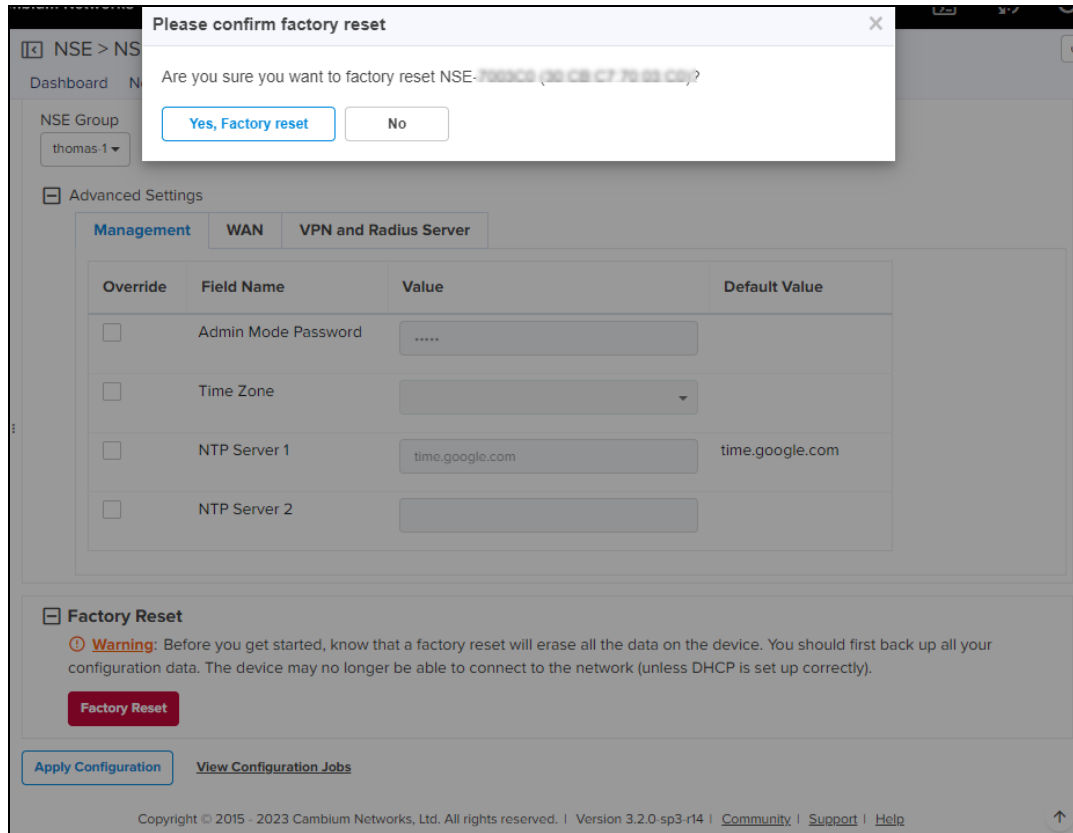 Please confirm factory reset
Networks
NSE > NS
Are you sure you want to factory reset NSE-
Dashboard
Yes, Factory reset
No
NSE Group
thomas-1
Advanced Settings
Management WAN VPN and Radius Server
Override Field Name Value Default Value
Admin Mode Password •••••
Time Zone
NTP Server 1 time.google.com time.google.com
NTP Server 2
Factory Reset
Warning: Before you get started, know that a factory reset will erase all the data on the device. You should first back up all your
configuration data. The device may no longer be able to connect to the network (unless DHCP is set up correctly).
Factory Reset
Apply Configuration View Configuration Jobs
Copyright © 2015 - 2023 Cambium Networks, Ltd. All rights reserved. | Version 3.2.0-sp3-r14 | Community | Support | Help